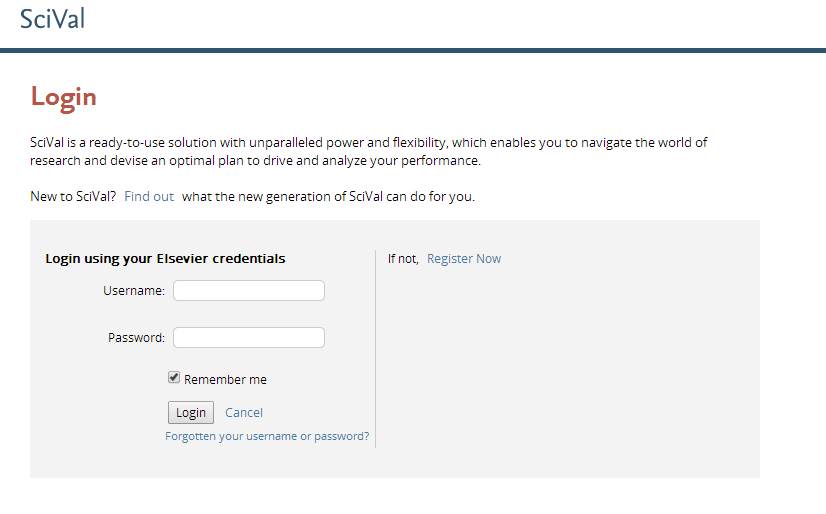 SciVal
Login
SciVal is a ready-to-use solution with unparalleled power and flexibility, which enables you to navigate the world of
research and devise an optimal plan to drive and analyze your performance.
New to SciVal? Find out what the new generation of SciVal can do for you.
Login using your Elsevier credentials
If not, Register Now
Username:
Password:
Remember me
Login Cancel
Forgotten your username or password?